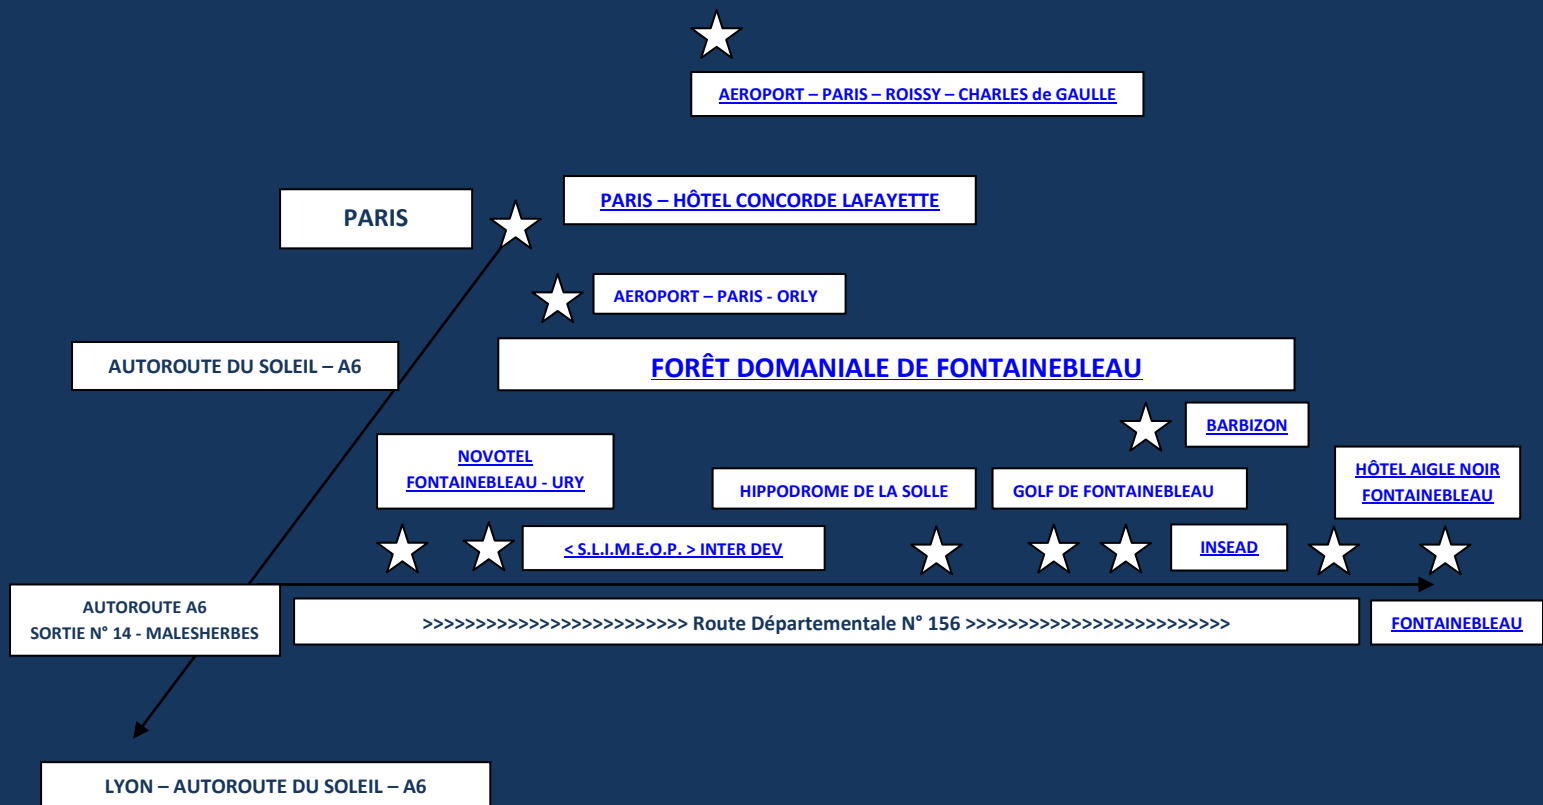 AEROPORT – PARIS – ROISSY – CHARLES de GAULLE
PARIS
PARIS – HÔTEL CONCORDE LAFAYETTE
AEROPORT – PARIS - ORLY
AUTOROUTE DU SOLEIL – A6
FORÊT DOMANIALE DE FONTAINEBLEAU
BARBIZON
NOVOTEL
FONTAINEBLEAU - URY
HIPPODROME DE LA SOLLE
GOLF DE FONTAINEBLEAU
HÔTEL AIGLE NOIR
FONTAINEBLEAU
< S.L.I.M.E.O.P. > INTER DEV
INSEAD
AUTOROUTE A6
SORTIE N° 14 - MALESHERBES
>>>>>>>>>>>>>>>>>>>>>>>>> Route Départementale N° 156 >>>>>>>>>>>>>>>>>>>>>>>>>
FONTAINEBLEAU
LYON – AUTOROUTE DU SOLEIL – A6